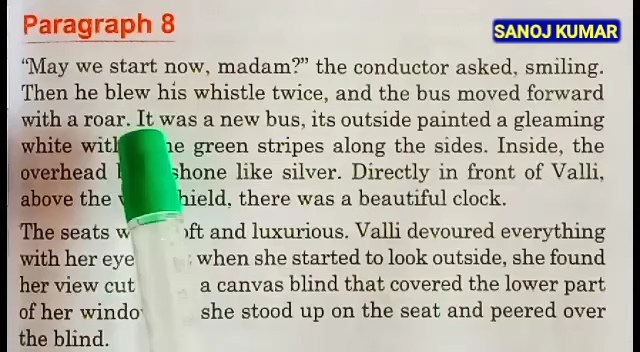 Paragraph 8
SANOJ KUMAR
"May we start now, madam?" the conductor asked, smiling.
Then he blew his whistle twice, and the bus moved forward
with a roar. It was a new bus, its outside painted a gleaming
white green stripes along the sides. Inside, the
overhead shone like silver. Directly in front of Valli,
above the there was a beautiful clock.
The seats and luxurious. Valli devoured everything
with her when she started to look outside, she found
her view cut a canvas blind that covered the lower part
of her she stood up on the seat and peered over
the blind.